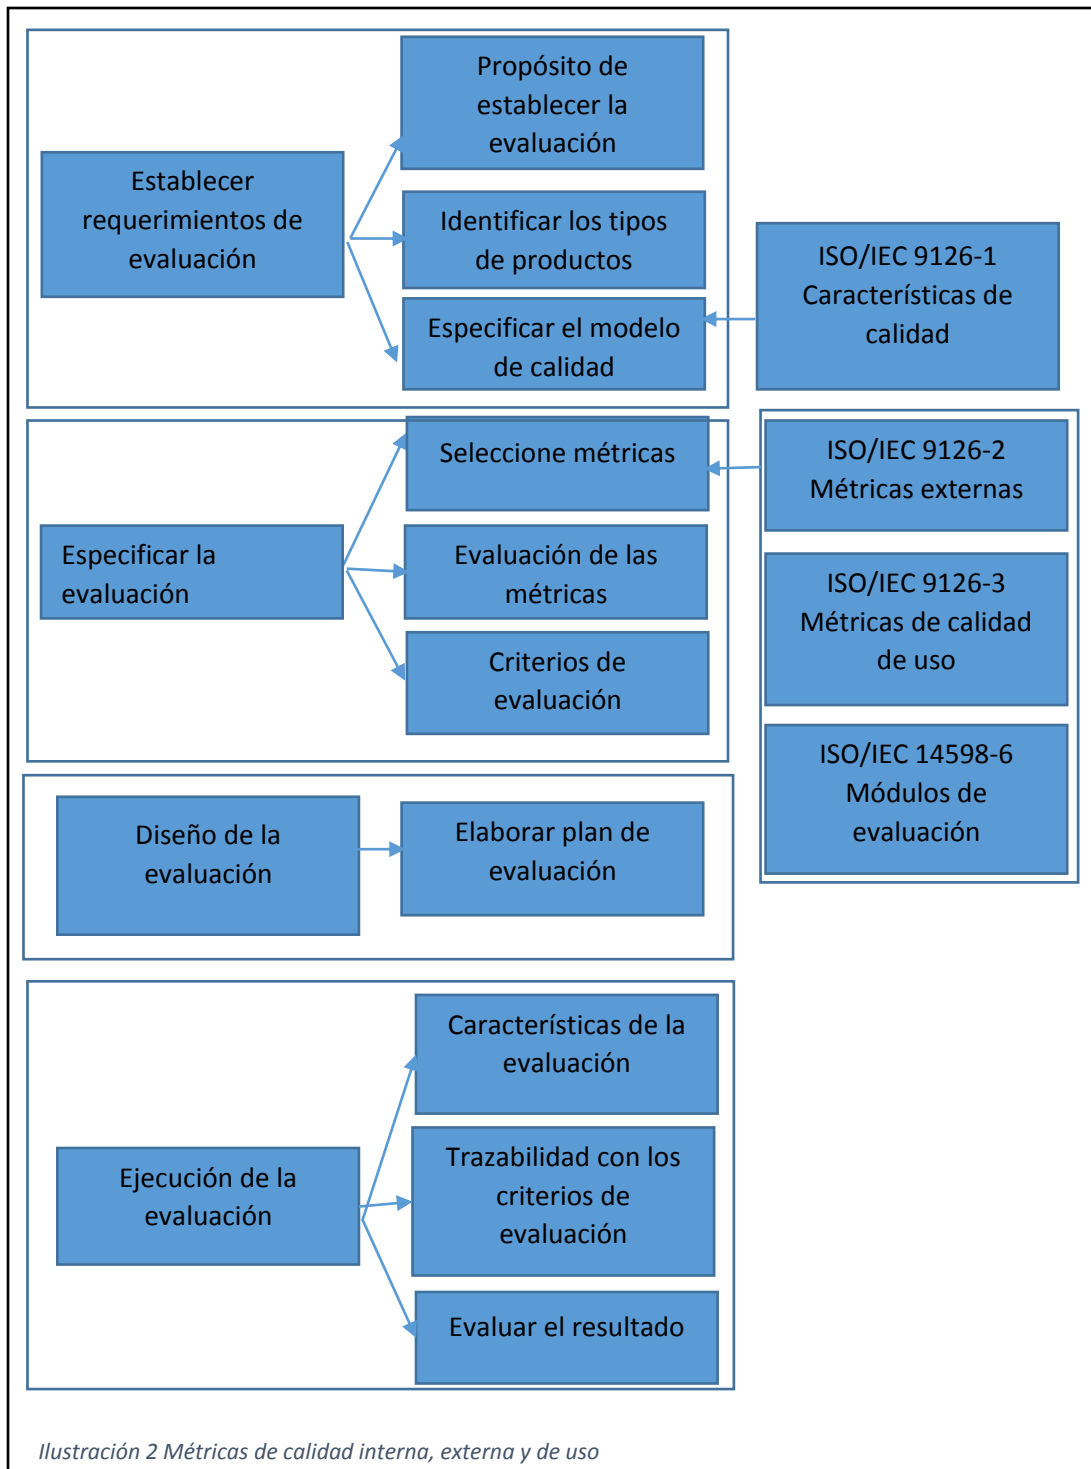 Propósito de
establecer la
evaluación
Establecer
requerimientos de
evaluación
Identificar los tipos
de productos
Especificar el modelo
de calidad
ISO/IEC 9126-1
Características de
calidad
Seleccione métricas
Especificar la
evaluación
Evaluación de las
métricas
Criterios de
evaluación
ISO/IEC 9126-2
Métricas externas
ISO/IEC 9126-3
Métricas de calidad
de uso
ISO/IEC 14598-6
Módulos de
evaluación
Diseño de la
evaluación
Elaborar plan de
evaluación
Características de la
evaluación
Ejecución de la
evaluación
Trazabilidad con los
criterios de
evaluación
Evaluar el resultado
Ilustración 2 Métricas de calidad interna, externa y de uso